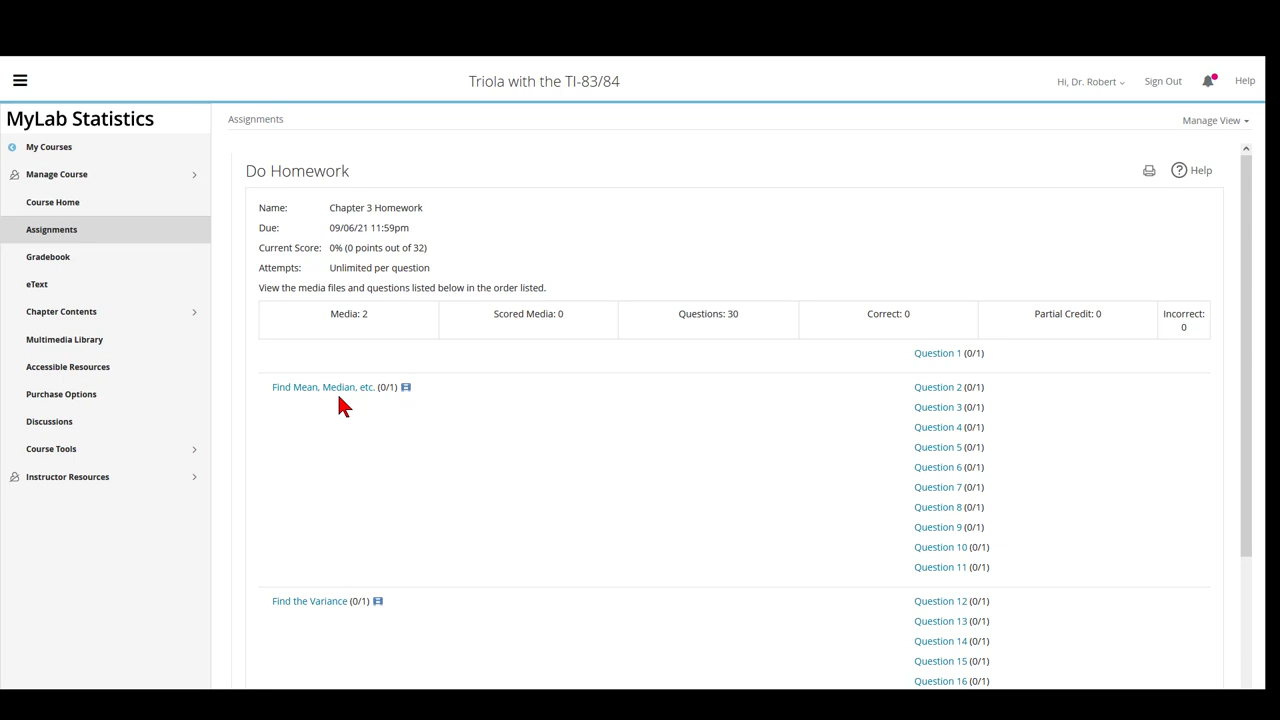 Triola with the TI-83/84
Hi, Dr. Robert
Sign Out
Help
MyLab Statistics
My Courses
Manage Course
Course Home
Assignments
Gradebook
eText
Chapter Contents
Multimedia Library
Accessible Resources
Purchase Options
Discussions
Course Tools
Instructor Resources
Assignments
Manage View
Do Homework
Help
Name: Chapter 3 Homework
Due: 09/06/21 11:59pm
Current Score: 0% (0 points out of 32)
Attempts: Unlimited per question
View the media files and questions listed below in the order listed.
Media: 2 Scored Media: 0 Questions: 30 Correct: 0 Partial Credit: 0 Incorrect: 0
Question 1 (0/1)
Find Mean, Median, etc. (0/1) Question 2 (0/1)
Question 3 (0/1)
Question 4 (0/1)
Question 5 (0/1)
Question 6 (0/1)
Question 7 (0/1)
Question 8 (0/1)
Question 9 (0/1)
Question 10 (0/1)
Question 11 (0/1)
Find the Variance (0/1) Question 12 (0/1)
Question 13 (0/1)
Question 14 (0/1)
Question 15 (0/1)
Question 16 (0/1)